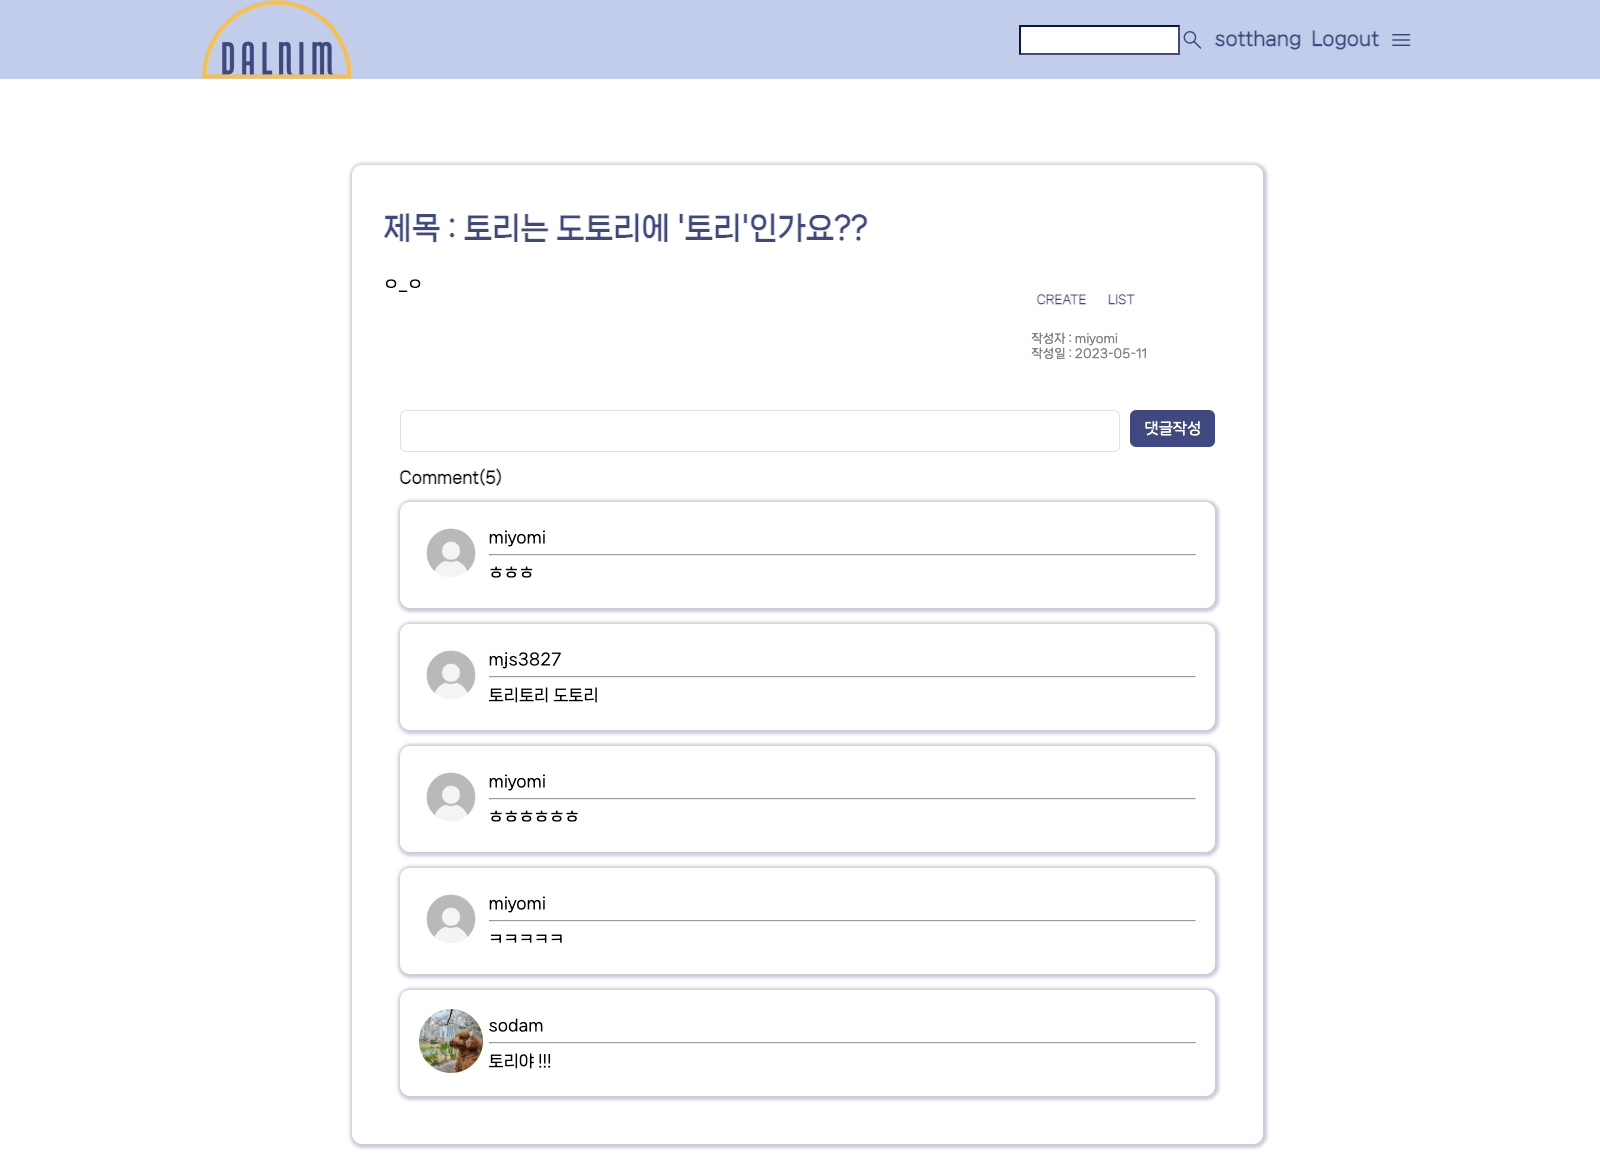 DALNIM
sotthang Logout
제목 : 토리는 도토리에 '토리'인가요??
ㅇ_ㅇ
CREATE LIST
작성자 : miyomi
작성일 : 2023-05-11
댓글작성
Comment(5)
miyomi
ㅎㅎㅎ
mjs3827
토리토리 도토리
miyomi
ㅎㅎㅎㅎㅎㅎ
miyomi
ㅋㅋㅋㅋㅋ
sodam
토리야 !!!